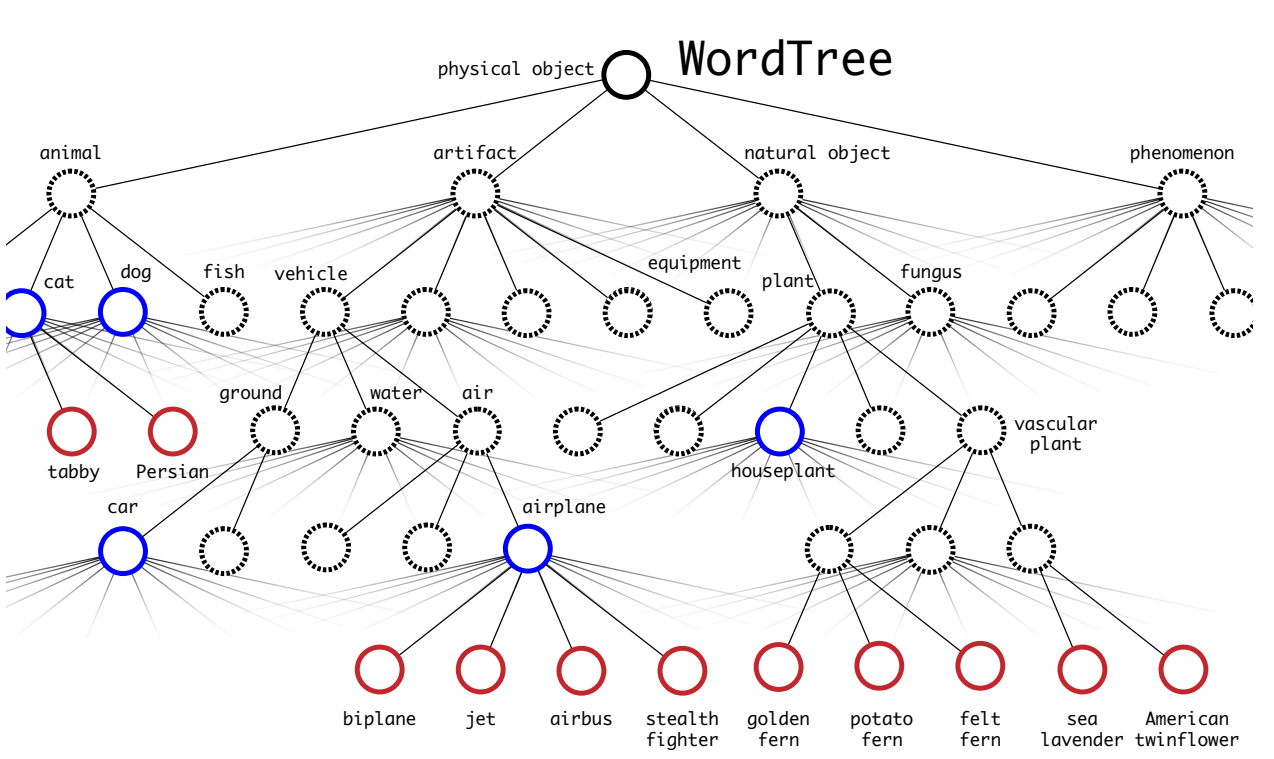 WordTree
physical object
animal
artifact
natural object
phenomenon
cat
dog
fish
vehicle
equipment
plant
fungus
ground
water
air
vascular
plant
tabby
Persian
houseplant
car
airplane
biplane
jet
airbus
stealth
fighter
golden
fern
potato
fern
felt
fern
sea
lavender
American
twinflower